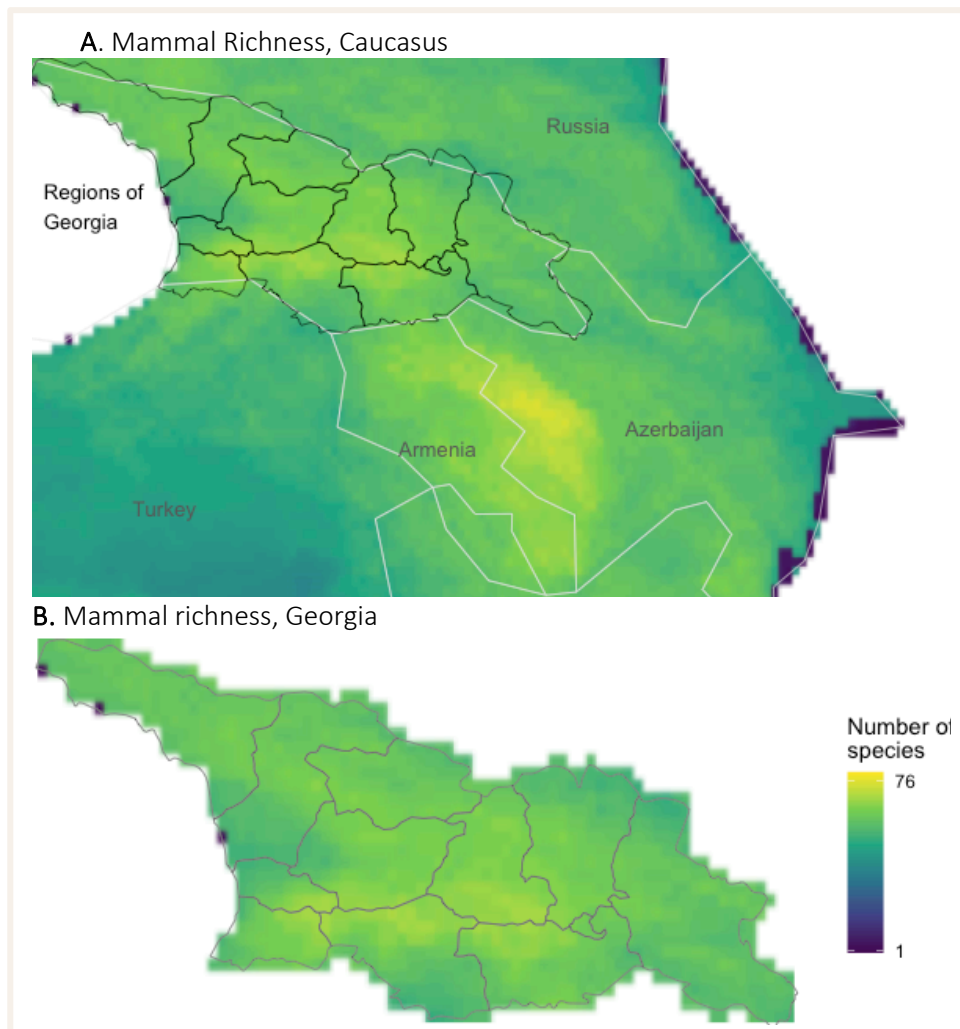 A. Mammal Richness, Caucasus
Russia
Regions of
Georgia
Armenia
Azerbaijan
Turkey
B. Mammal richness, Georgia
Number of
species
76
1